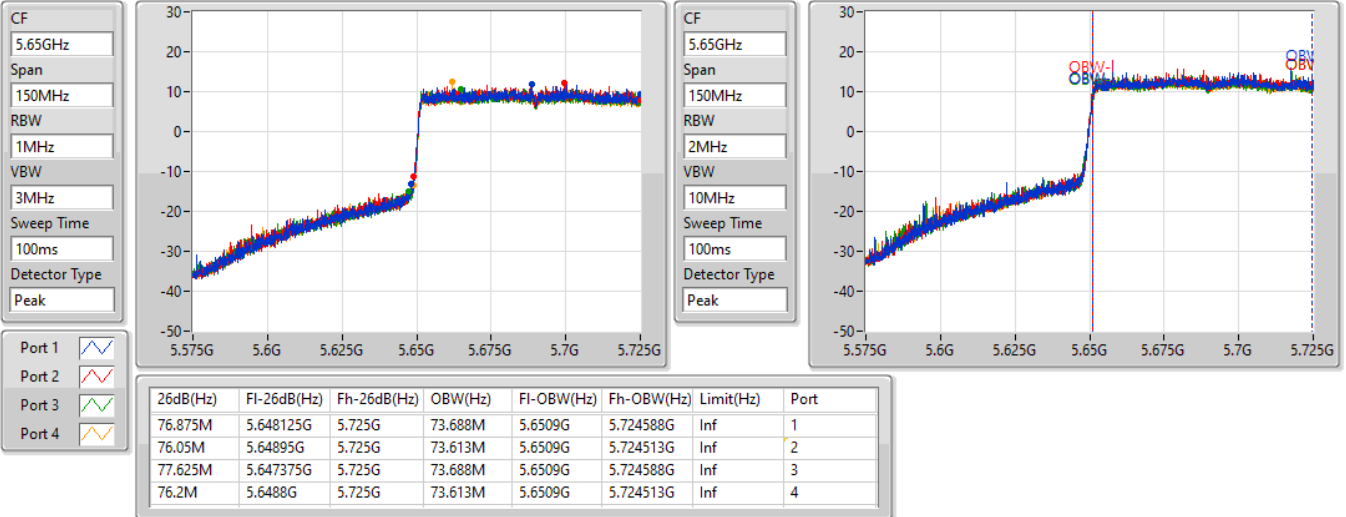 CF
5.65GHz
Span
150MHz
RBW
1MHz
VBW
3MHz
Sweep Time
100ms
Detector Type
Peak
30
20
10
0
-10
-20
-30
-40
-50
5.575G 5.6G 5.625G 5.65G 5.675G 5.7G 5.725G
CF
5.65GHz
Span
150MHz
RBW
2MHz
VBW
10MHz
Sweep Time
100ms
Detector Type
Peak
30
20
10
0
-10
-20
-30
-40
-50
OBW-l
5.575G 5.6G 5.625G 5.65G 5.675G 5.7G 5.725G
Port 1
Port 2
Port 3
Port 4
26dB(Hz) Fl-26dB(Hz) Fh-26dB(Hz) OBW(Hz) Fl-OBW(Hz) Fh-OBW(Hz) Limit(Hz) Port
76.875M 5.648125G 5.725G 73.688M 5.6509G 5.724588G Inf 1
76.05M 5.64895G 5.725G 73.613M 5.6509G 5.724513G Inf 2
77.625M 5.647375G 5.725G 73.688M 5.6509G 5.724588G Inf 3
76.2M 5.6488G 5.725G 73.613M 5.6509G 5.724513G Inf 4